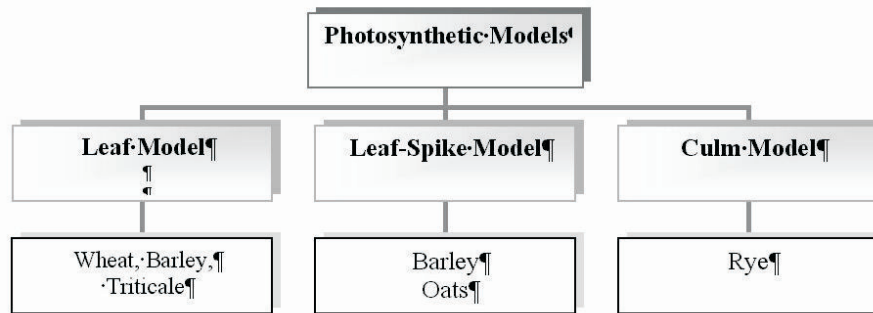 Photosynthetic·Models¶
Leaf·Model¶
¶
¶
Leaf-Spike·Model¶
Culm·Model¶
Wheat,·Barley,¶
·Triticale¶
Barley¶
Oats¶
Rye¶